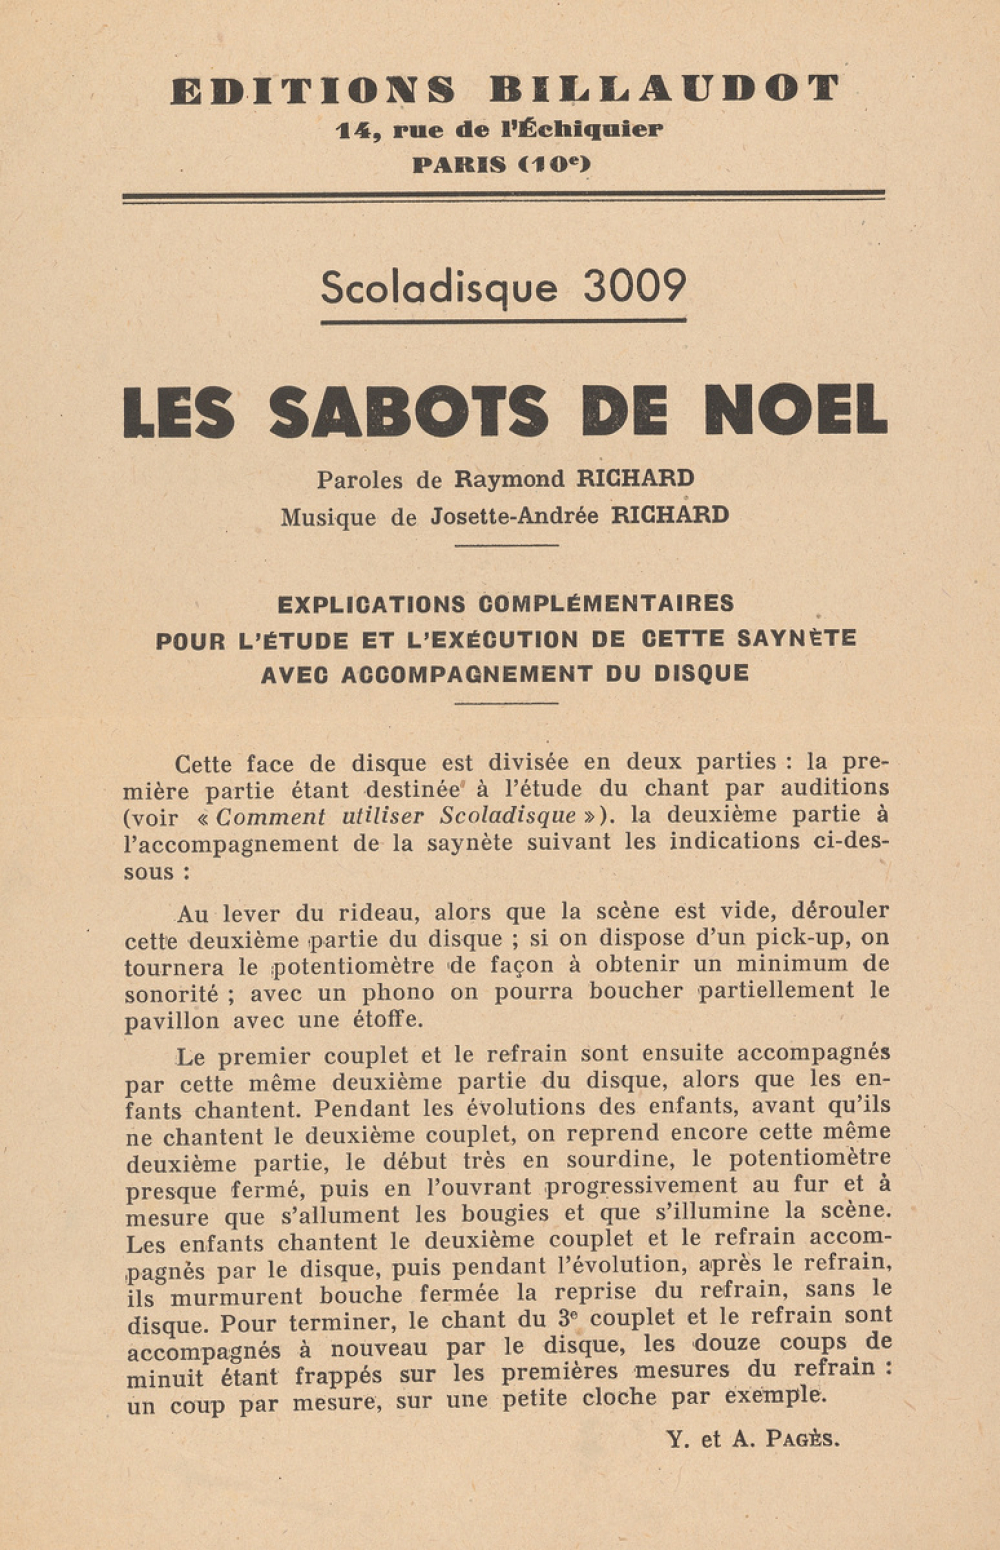 EDITIONS BILLAUDOT
14, rue de l'Échiquier
PARIS (10e)
Scoladisque 3009
LES SABOTS DE NOEL
Paroles de Raymond RICHARD
Musique de Josette-Andrée RICHARD
EXPLICATIONS COMPLÉMENTAIRES
POUR L'ÉTUDE ET L'EXÉCUTION DE CETTE SAYNÈTE
AVEC ACCOMPAGNEMENT DU DISQUE
Cette face de disque est divisée en deux parties : la pre-
mière partie étant destinée à l'étude du chant par auditions
(voir « Comment utiliser Scoladisque »). la deuxième partie à
l'accompagnement de la saynète suivant les indications ci-des-
sous :
Au lever du rideau, alors que la scène est vide, dérouler
cette deuxième partie du disque ; si on dispose d'un pick-up, on
tournera le potentiomètre de façon à obtenir un minimum de
sonorité ; avec un phono on pourra boucher partiellement le
pavillon avec une étoffe.
Le premier couplet et le refrain sont ensuite accompagnés
par cette même deuxième partie du disque, alors que les en-
fants chantent. Pendant les évolutions des enfants, avant qu'ils
ne chantent le deuxième couplet, on reprend encore cette même
deuxième partie, le début très en sourdine, le potentiomètre
presque fermé, puis en l'ouvrant progressivement au fur et à
mesure que s'allument les bougies et que s'illumine la scène.
Les enfants chantent le deuxième couplet et le refrain accom-
pagnés par le disque, puis pendant l'évolution, après le refrain,
ils murmurent bouche fermée la reprise du refrain, sans le
disque. Pour terminer, le chant du 3e couplet et le refrain sont
accompagnés à nouveau par le disque, les douze coups de
minuit étant frappés sur les premières mesures du refrain :
un coup par mesure, sur une petite cloche par exemple.
Y. et A. PAGÈS.